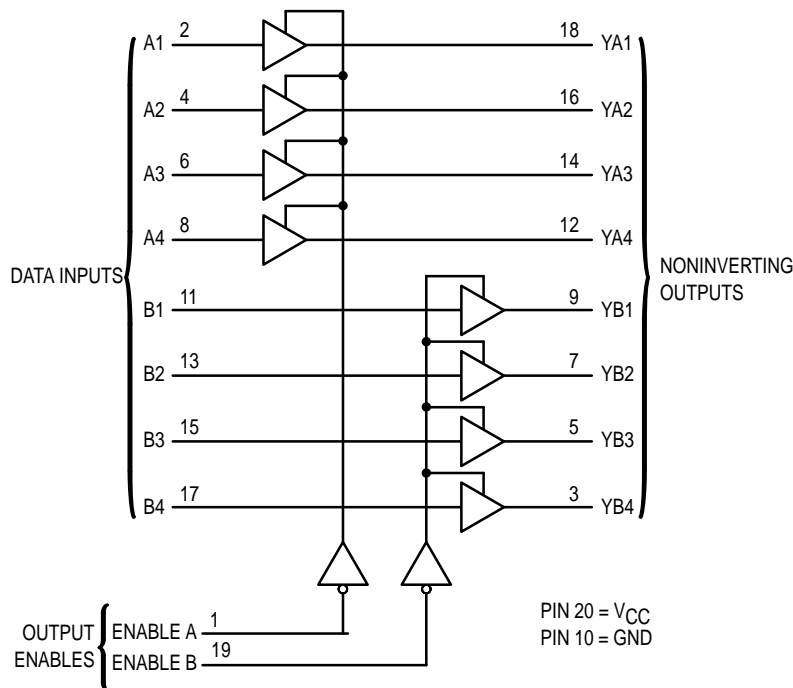 A1 2 18 YA1
A2 4 16 YA2
A3 6 14 YA3
A4 8 12 YA4
DATA INPUTS
NONINVERTING
OUTPUTS
B1 11 9 YB1
B2 13 7 YB2
B3 15 5 YB3
B4 17 3 YB4
OUTPUT
ENABLES
ENABLE A 1
ENABLE B 19
PIN 20 = VCC
PIN 10 = GND